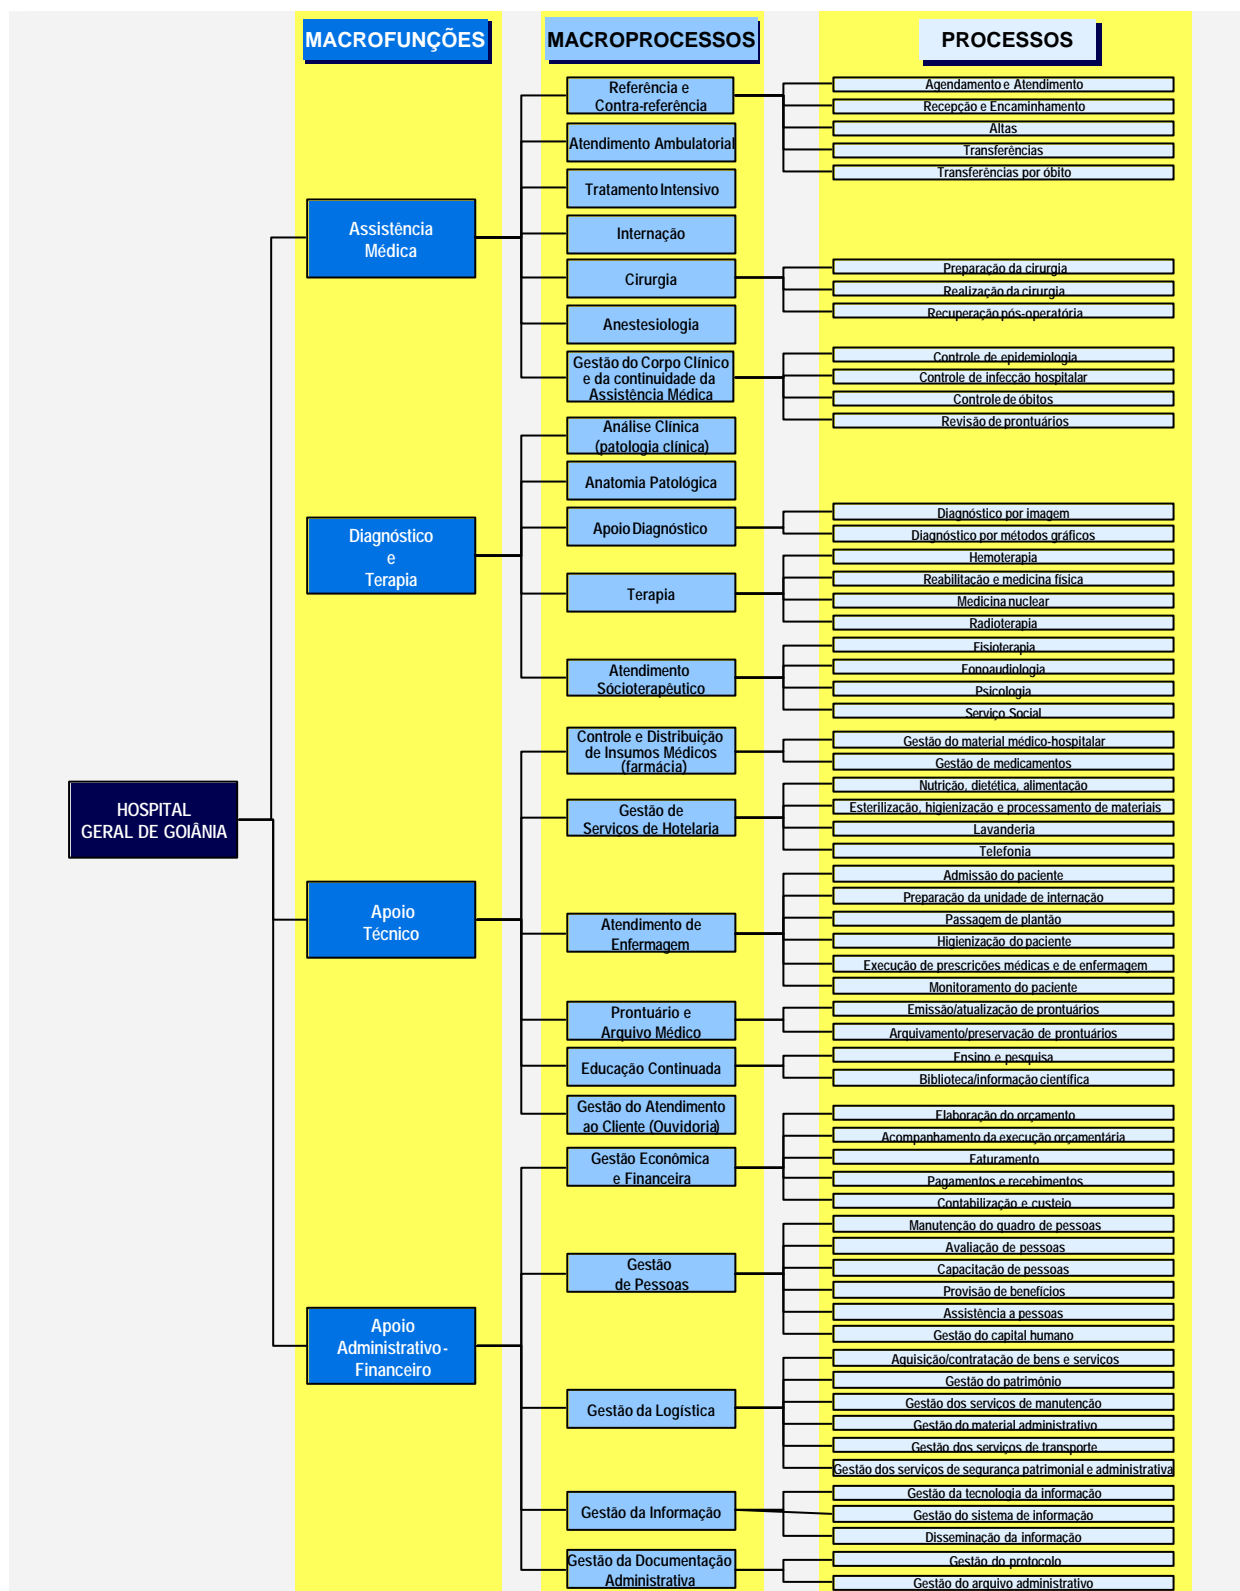 MACROFUNÇÕES
MACROPROCESSOS
PROCESSOS
HOSPITAL
GERAL DE GOIÂNIA
Assistência
Médica
Referência e
Contra-referência
Agendamento e Atendimento
Recepção e Encaminhamento
Altas
Transferências
Transferências por óbito
Atendimento Ambulatorial
Tratamento Intensivo
Internação
Cirurgia
Preparação da cirurgia
Realização da cirurgia
Recuperação pós-operatória
Anestesiologia
Gestão do Corpo Clínico
e da continuidade da
Assistência Médica
Controle de epidemiologia
Controle de infecção hospitalar
Controle de óbitos
Revisão de prontuários
Diagnóstico
e
Terapia
Análise Clínica
(patologia clínica)
Anatomia Patológica
Apoio Diagnóstico
Diagnóstico por imagem
Diagnóstico por métodos gráficos
Terapia
Hemoterapia
Reabilitação e medicina física
Medicina nuclear
Radioterapia
Atendimento
Sócioterapêutico
Fisioterapia
Fonoaudiologia
Psicologia
Serviço Social
Apoio
Técnico
Controle e Distribuição
de Insumos Médicos
(farmácia)
Gestão do material médico-hospitalar
Gestão de medicamentos
Gestão de
Serviços de Hotelaria
Nutrição, dietética, alimentação
Esterilização, higienização e processamento de materiais
Lavanderia
Telefonia
Atendimento de
Enfermagem
Admissão do paciente
Preparação da unidade de internação
Passagem de plantão
Higienização do paciente
Execução de prescrições médicas e de enfermagem
Monitoramento do paciente
Prontuário e
Arquivo Médico
Emissão/atualização de prontuários
Arquivamento/preservação de prontuários
Educação Continuada
Ensino e pesquisa
Biblioteca/informação científica
Gestão do Atendimento
ao Cliente (Ouvidoria)
Apoio
Administrativo-
Financeiro
Gestão Econômica
e Financeira
Elaboração do orçamento
Acompanhamento da execução orçamentária
Faturamento
Pagamentos e recebimentos
Contabilização e custeio
Gestão
de Pessoas
Manutenção do quadro de pessoas
Avaliação de pessoas
Capacitação de pessoas
Provisão de benefícios
Assistência a pessoas
Gestão do capital humano
Gestão da Logística
Aquisição/contratação de bens e serviços
Gestão do patrimônio
Gestão dos serviços de manutenção
Gestão do material administrativo
Gestão dos serviços de transporte
Gestão dos serviços de segurança patrimonial e administrativa
Gestão da Informação
Gestão da tecnologia da informação
Gestão do sistema de informação
Disseminação da informação
Gestão da Documentação
Administrativa
Gestão do protocolo
Gestão do arquivo administrativo